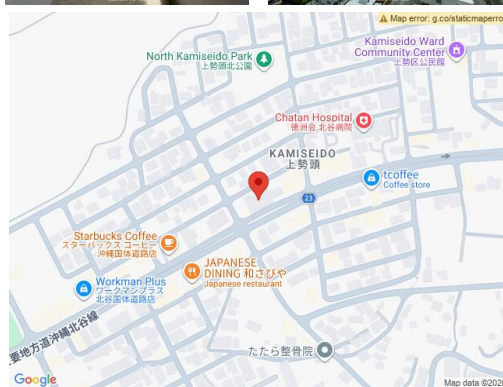 Map error: g.co/staticmaperro
Kamiseido Ward
Community Center
上勢区公民館
North Kamiseido Park
上勢頭北公園
Chatan Hospital
徳洲会 北谷病院
KAMISEIDO
上勢頭
tcoffee
Coffee store
23
Starbucks Coffee
スターバックス コーヒー
沖縄国体道路店
JAPANESE
DINING 和さびや
Japanese restaurant
Workman Plus
ワークマンプラス
北谷国体道路店
要地方道沖縄北谷線
たたら整骨院
Google
Map data ©202